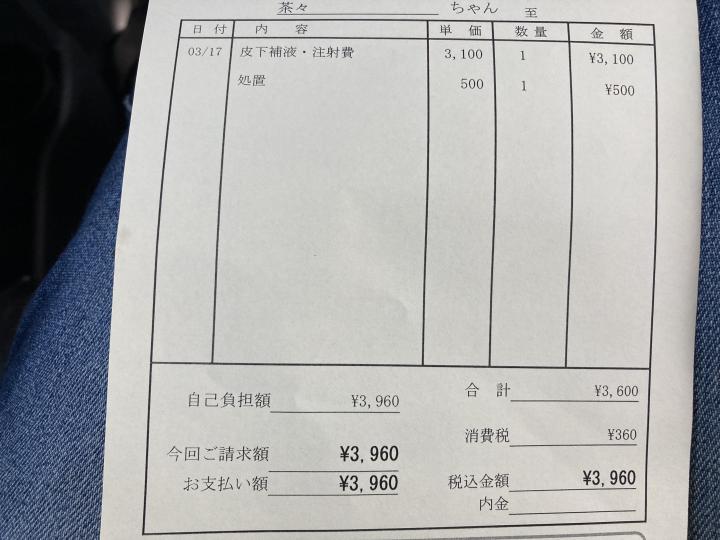 茶々 ちゃん 至
日 付 内 容 単 価 数 量 金 額
03/17 皮下補液・注射費 3,100 1 ¥3,100
処置 500 1 ¥500
合 計 ¥3,600
自己負担額 ¥3,960
消費税 ¥360
今回ご請求額 ¥3,960
税込金額 ¥3,960
お支払い額 ¥3,960
内金